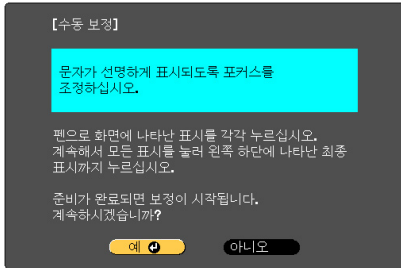 [수동 보정]
문자가 선명하게 표시되도록 포커스를
조정하십시오.
펜으로 화면에 나타난 표시를 각각 누르십시오.
계속해서 모든 표시를 눌러 왼쪽 하단에 나타난 최종
표시까지 누르십시오.
준비가 완료되면 보정이 시작됩니다.
계속하시겠습니까?
예 아니오